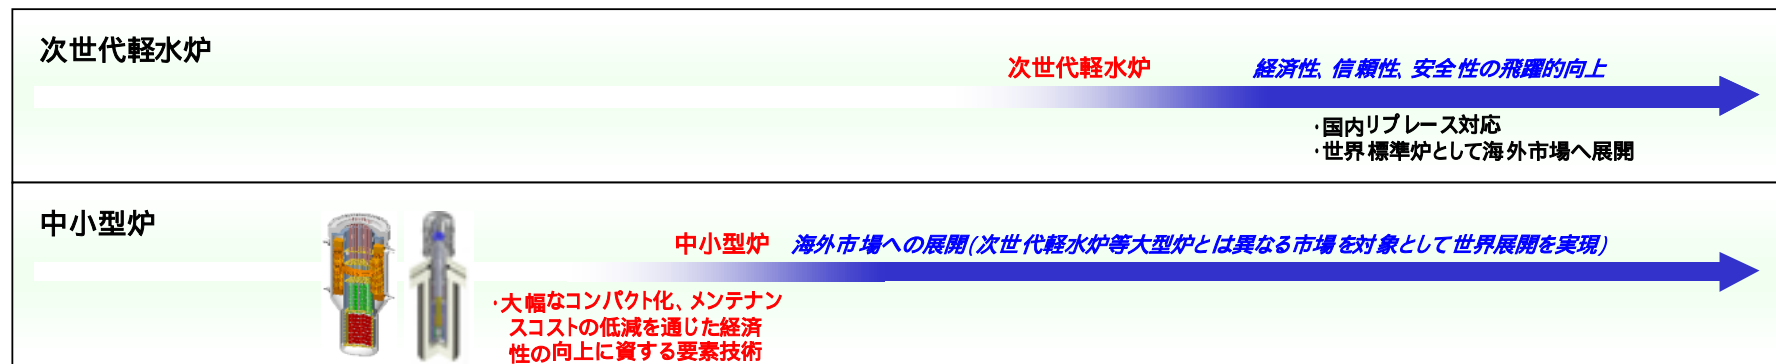 次世代軽水炉
次世代軽水炉
経済性、信頼性、安全性の飛躍的向上
・国内リプレース対応
・世界標準炉として海外市場へ展開
中小型炉
中小型炉
海外市場への展開(次世代軽水炉等大型炉とは異なる市場を対象として世界展開を実現)
・大幅なコンパクト化、メンテナン
スコストの低減を通じた経済
性の向上に資する要素技術